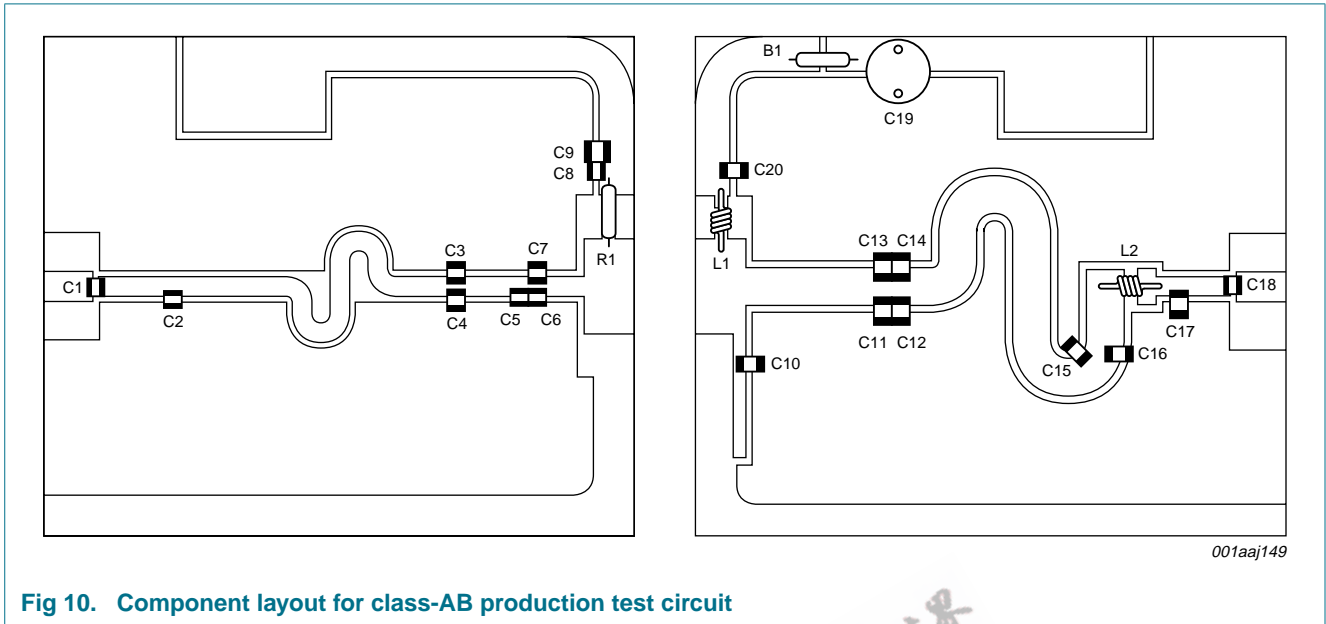 B1
C19
C9
C8
C20
R1
L1
C3
C7
C13 C14
L2
C1
C2
C4
C5
C6
C18
C17
C11 C12
C10
C15
C16
001aaj149
Fig 10. Component layout for class-AB production test circuit